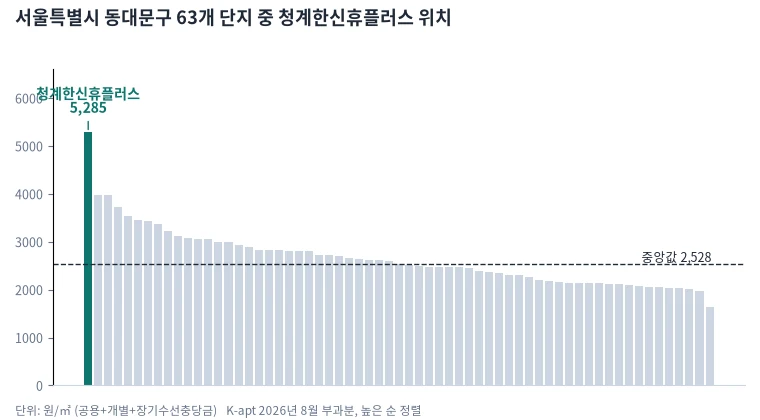 서울특별시 동대문구 63개 단지 중 청계한신휴플러스 위치
청계한신휴플러스
5,285
6000
5000
4000
3000
중앙값 2,528
2000
1000
0
단위: 원/㎡ (공용+개별+장기수선충당금) K-apt 2026년 8월 부과분, 높은 순 정렬